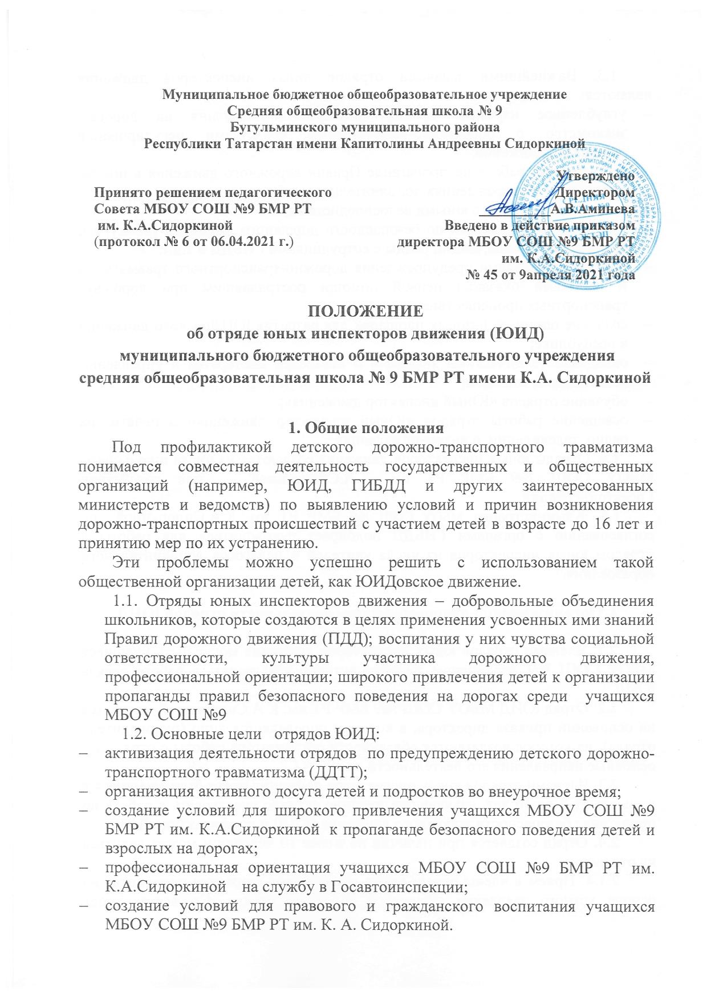 Муниципальное бюджетное общеобразовательное учреждение
Средняя общеобразовательная школа № 9
Бугульминского муниципального района
Республики Татарстан имени Капитолины Андреевны Сидоркиной
Утверждено
Принято решением педагогического Директором
Совета МБОУ СОШ №9 БМР РТ __________А.В.Аминева
им. К.А.Сидоркиной Введено в действие приказом
(протокол № 6 от 06.04.2021 г.) директора МБОУ СОШ №9 БМР РТ
им. К.А.Сидоркиной
№ 45 от 9апреля 2021 года
ПОЛОЖЕНИЕ
об отряде юных инспекторов движения (ЮИД)
муниципального бюджетного общеобразовательного учреждения
средняя общеобразовательная школа № 9 БМР РТ имени К.А. Сидоркиной
1. Общие положения
Под профилактикой детского дорожно-транспортного травматизма
понимается совместная деятельность государственных и общественных
организаций (например, ЮИД, ГИБДД и других заинтересованных
министерств и ведомств) по выявлению условий и причин возникновения
дорожно-транспортных происшествий с участием детей в возрасте до 16 лет и
принятию мер по их устранению.
Эти проблемы можно успешно решить с использованием такой
общественной организации детей, как ЮИДовское движение.
1.1. Отряды юных инспекторов движения – добровольные объединения
школьников, которые создаются в целях применения усвоенных ими знаний
Правил дорожного движения (ПДД); воспитания у них чувства социальной
ответственности, культуры участника дорожного движения,
профессиональной ориентации; широкого привлечения детей к организации
пропаганды правил безопасного поведения на дорогах среди учащихся
МБОУ СОШ №9
1.2. Основные цели отрядов ЮИД:
– активизация деятельности отрядов по предупреждению детского дорожно-
транспортного травматизма (ДДТТ);
– организация активного досуга детей и подростков во внеурочное время;
– создание условий для широкого привлечения учащихся МБОУ СОШ №9
БМР РТ им. К.А.Сидоркиной к пропаганде безопасного поведения детей и
взрослых на дорогах;
– профессиональная ориентация учащихся МБОУ СОШ №9 БМР РТ им.
К.А.Сидоркиной на службу в Госавтоинспекции;
– создание условий для правового и гражданского воспитания учащихся
МБОУ СОШ №9 БМР РТ им. К. А. Сидоркиной.